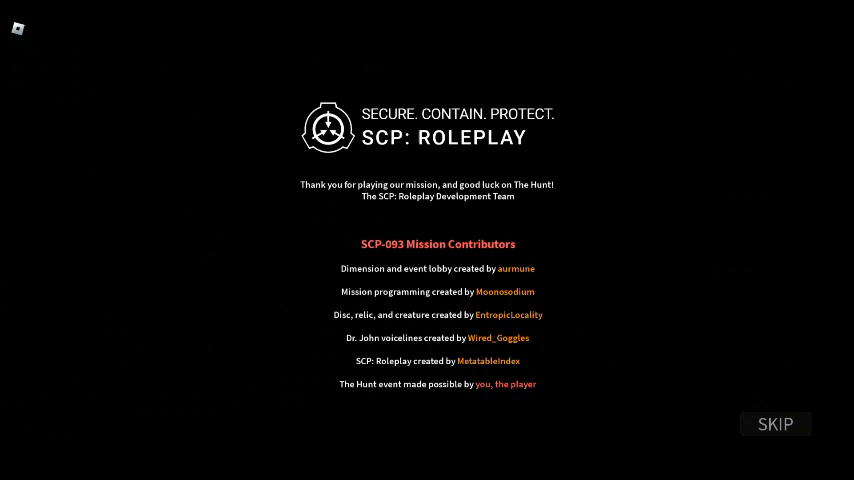 SECURE. CONTAIN. PROTECT.
SCP: ROLEPLAY
Thank you for playing our mission, and good luck on The Hunt!
The SCP: Roleplay Development Team
SCP-093 Mission Contributors
Dimension and event lobby created by aurmune
Mission programming created by Moonosodium
Disc, relic, and creature created by EntropicLocality
Dr. John voicelines created by Wired_Goggles
SCP: Roleplay created by MetatableIndex
The Hunt event made possible by you, the player
SKIP